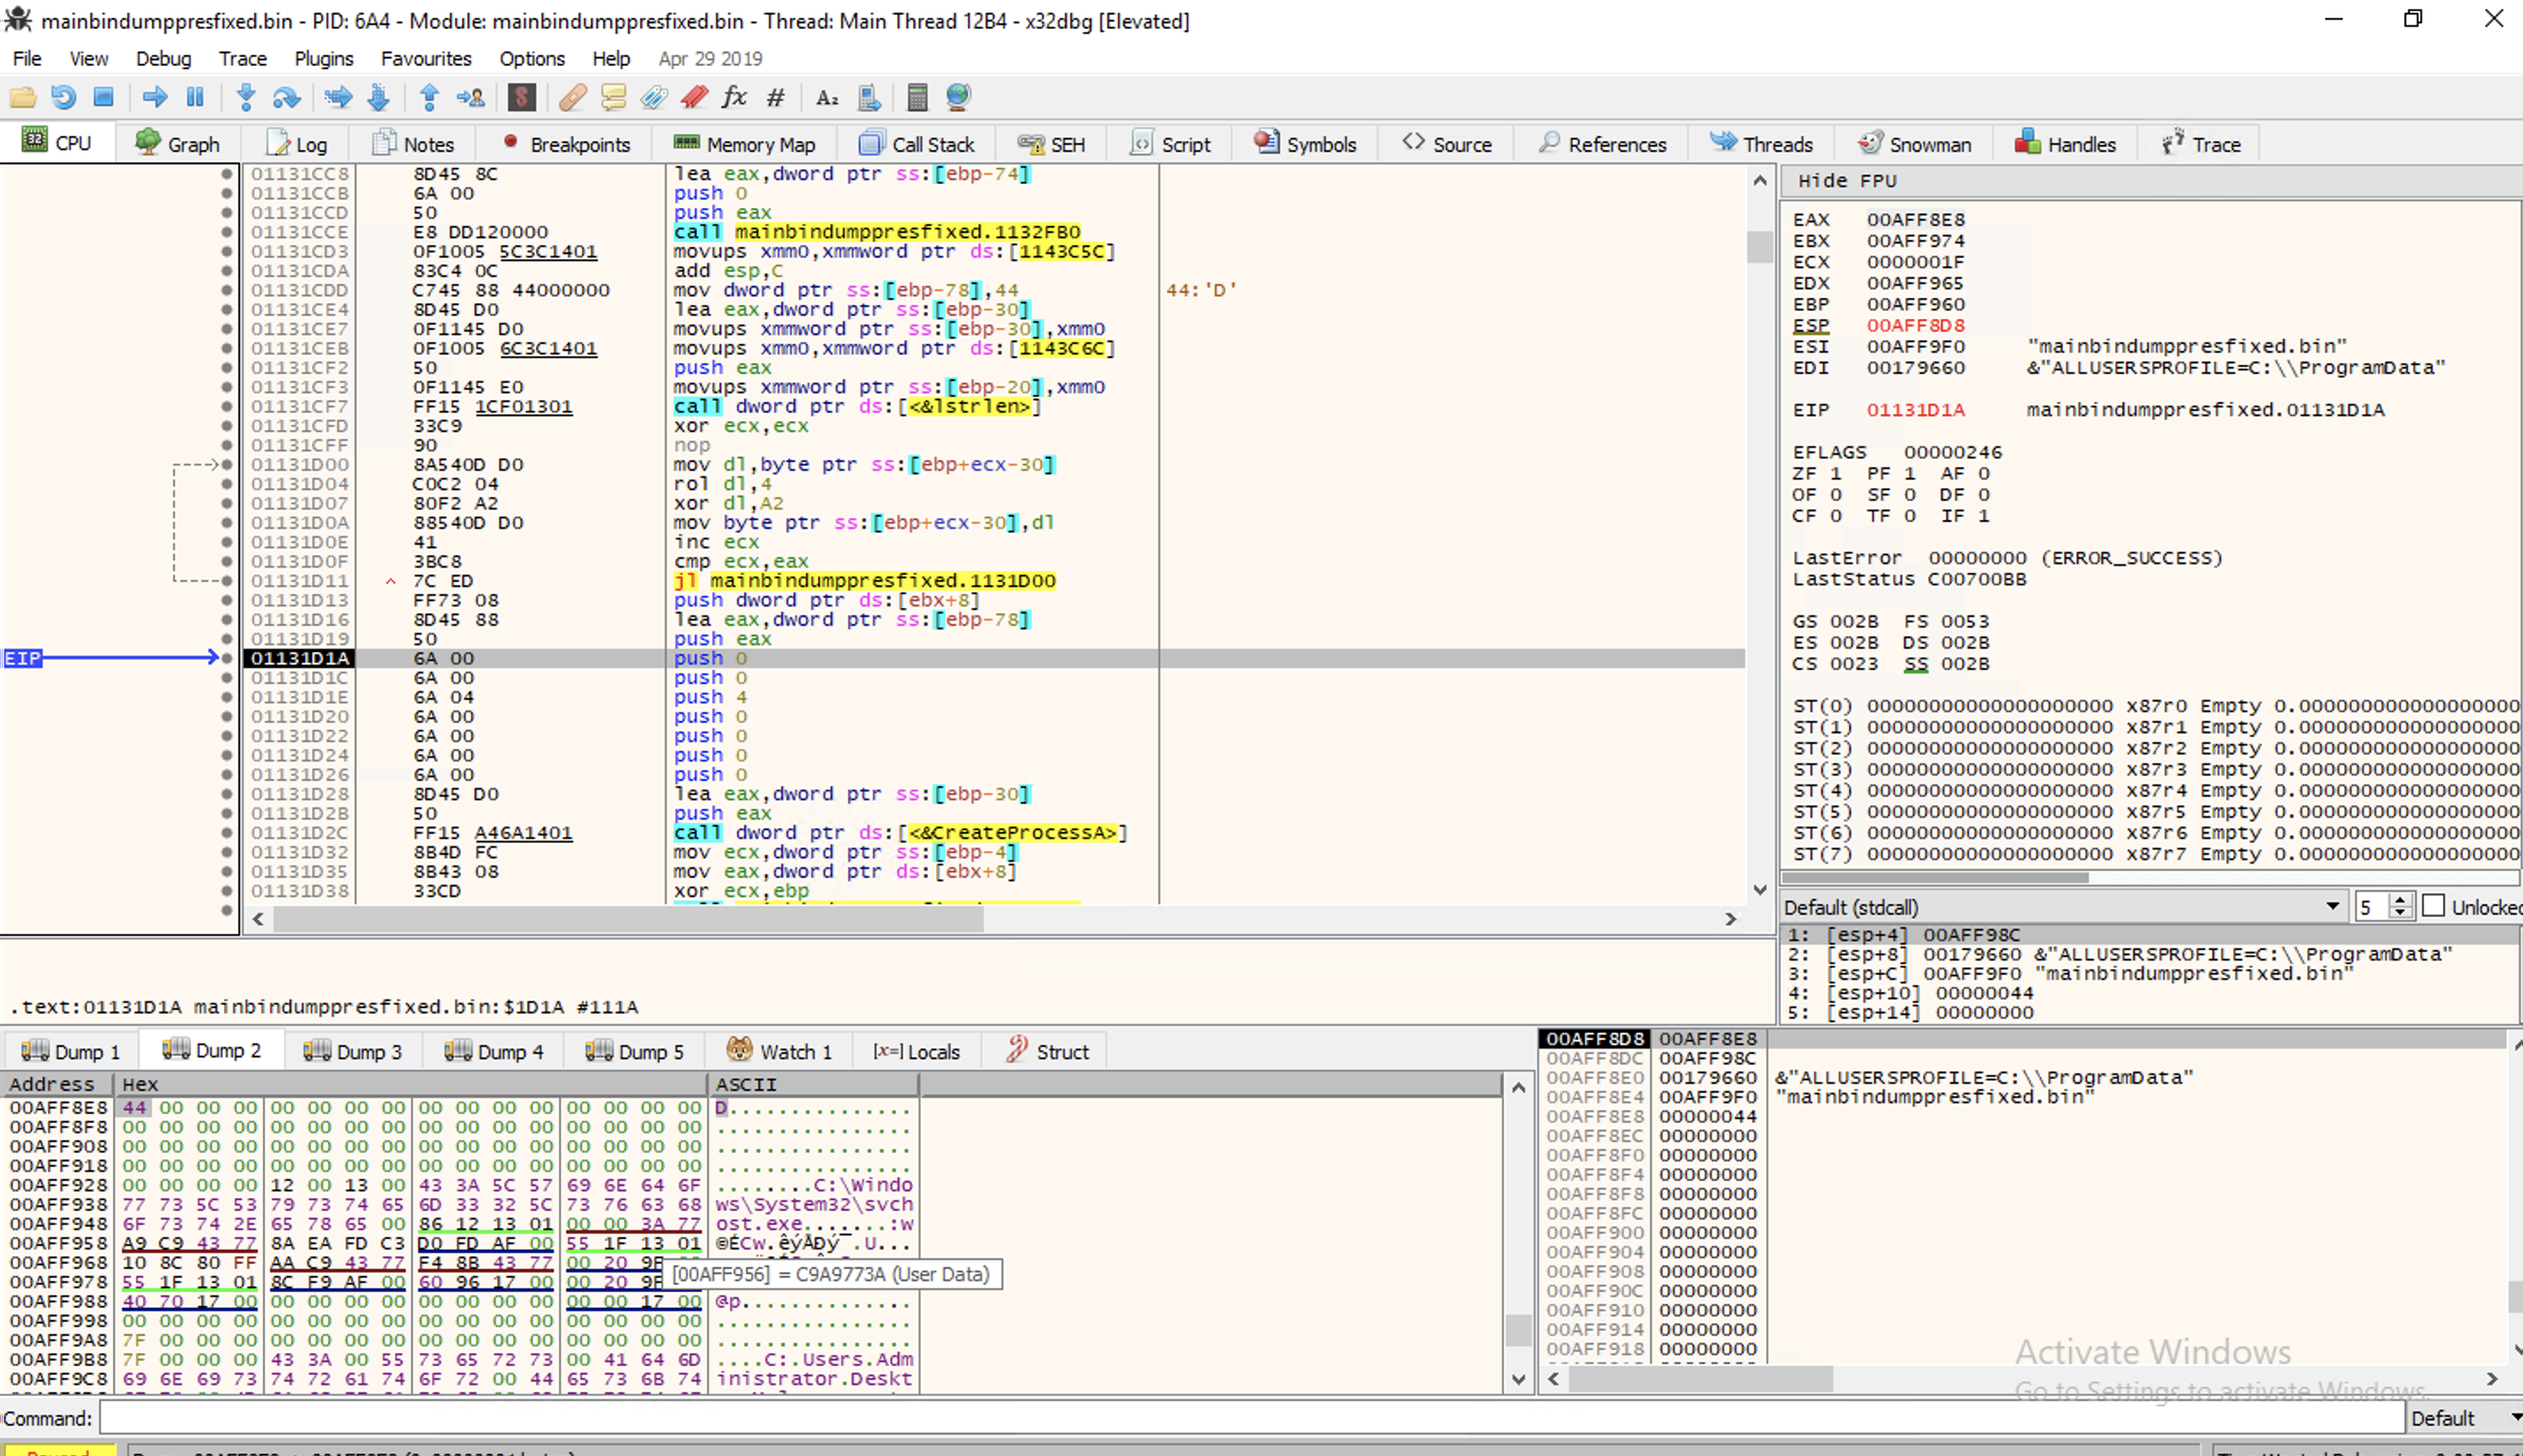 mainbindumppresfixed.bin - PID: 6A4 - Module: mainbindumppresfixed.bin - Thread: Main Thread 12B4 - x32dbg [Elevated]
File View Debug Trace Plugins Favourites Options Help Apr 29 2019
CPU Graph Log Notes Breakpoints Memory Map Call Stack SEH Script Symbols Source References Threads Snowman Handles Trace
01131CC8 8D45 8C lea eax,dword ptr ss:[ebp-74]
01131CCB 6A 00 push 0
01131CCD 50 push eax
01131CCE E8 DD120000 call mainbindumppresfixed.1132FB0
01131CD3 0F1005 5C3C1401 movups xmm0,xmmword ptr ds:[1143C5C]
01131CDA 83C4 0C add esp,C
01131CDD C745 88 44000000 mov dword ptr ss:[ebp-78],44 44:'D'
01131CE4 8D45 D0 lea eax,dword ptr ss:[ebp-30]
01131CE7 0F1145 D0 movups xmmword ptr ss:[ebp-30],xmm0
01131CEB 0F1005 6C3C1401 movups xmm0,xmmword ptr ds:[1143C6C]
01131CF2 50 push eax
01131CF3 0F1145 E0 movups xmmword ptr ss:[ebp-20],xmm0
01131CF7 FF15 1CF01301 call dword ptr ds:[<&lstrlen>]
01131CFD 33C9 xor ecx,ecx
01131CFF 90 nop
01131D00 8A540D D0 mov dl,byte ptr ss:[ebp+ecx-30]
01131D04 C0C2 04 rol dl,4
01131D07 80F2 A2 xor dl,A2
01131D0A 88540D D0 mov byte ptr ss:[ebp+ecx-30],dl
01131D0E 41 inc ecx
01131D0F 3BC8 cmp ecx,eax
01131D11 7C ED jl mainbindumppresfixed.1131D00
01131D13 FF73 08 push dword ptr ds:[ebx+8]
01131D16 8D45 88 lea eax,dword ptr ss:[ebp-78]
01131D19 50 push eax
EIP 01131D1A 6A 00 push 0
01131D1C 6A 00 push 0
01131D1E 6A 04 push 4
01131D20 6A 00 push 0
01131D22 6A 00 push 0
01131D24 6A 00 push 0
01131D26 6A 00 push 0
01131D28 8D45 D0 lea eax,dword ptr ss:[ebp-30]
01131D2B 50 push eax
01131D2C FF15 A46A1401 call dword ptr ds:[<&CreateProcessA>]
01131D32 8B4D FC mov ecx,dword ptr ss:[ebp-4]
01131D35 8B43 08 mov eax,dword ptr ds:[ebx+8]
01131D38 33CD xor ecx,ebp
Hide FPU
EAX 00AFF8E8
EBX 00AFF974
ECX 0000001F
EDX 00AFF965
EBP 00AFF960
ESP 00AFF8D8
ESI 00AFF9F0 "mainbindumppresfixed.bin"
EDI 00179660 &"ALLUSERSPROFILE=C:\\ProgramData"
EIP 01131D1A mainbindumppresfixed.01131D1A
EFLAGS 00000246
ZF 1 PF 1 AF 0
OF 0 SF 0 DF 0
CF 0 TF 0 IF 1
LastError 00000000 (ERROR_SUCCESS)
LastStatus C00700BB
GS 002B FS 0053
ES 002B DS 002B
CS 0023 SS 002B
ST(0) 00000000000000000000 x87r0 Empty 0.000000000000000000
ST(1) 00000000000000000000 x87r1 Empty 0.000000000000000000
ST(2) 00000000000000000000 x87r2 Empty 0.000000000000000000
ST(3) 00000000000000000000 x87r3 Empty 0.000000000000000000
ST(4) 00000000000000000000 x87r4 Empty 0.000000000000000000
ST(5) 00000000000000000000 x87r5 Empty 0.000000000000000000
ST(6) 00000000000000000000 x87r6 Empty 0.000000000000000000
ST(7) 00000000000000000000 x87r7 Empty 0.000000000000000000
Default (stdcall) 5 Unlocked
1: [esp+4] 00AFF98C
2: [esp+8] 00179660 &"ALLUSERSPROFILE=C:\\ProgramData"
3: [esp+C] 00AFF9F0 "mainbindumppresfixed.bin"
4: [esp+10] 00000044
5: [esp+14] 00000000
.text:01131D1A mainbindumppresfixed.bin:$1D1A #111A
Dump 1 Dump 2 Dump 3 Dump 4 Dump 5 Watch 1 [x=] Locals Struct
Address Hex ASCII
00AFF8E8 44 00 00 00 00 00 00 00 00 00 00 00 00 00 00 00 D...............
00AFF8F8 00 00 00 00 00 00 00 00 00 00 00 00 00 00 00 00 ................
00AFF908 00 00 00 00 00 00 00 00 00 00 00 00 00 00 00 00 ................
00AFF918 00 00 00 00 00 00 00 00 00 00 00 00 00 00 00 00 ................
00AFF928 00 00 00 00 12 00 13 00 43 3A 5C 57 69 6E 64 6F ........C:\Windo
00AFF938 77 73 5C 53 79 73 74 65 6D 33 32 5C 73 76 63 68 ws\System32\svch
00AFF948 6F 73 74 2E 65 78 65 00 86 12 13 01 00 00 3A 77 ost.exe.......:w
00AFF958 A9 C9 43 77 8A EA FD C3 D0 FD AF 00 55 1F 13 01 ©ÉCw.êýÃÐý¯.U...
00AFF968 10 8C 80 FF AA C9 43 77 F4 8B 43 77 00 20 9F
00AFF978 55 1F 13 01 8C F9 AF 00 60 96 17 00 00 20 9F
[00AFF956] = C9A9773A (User Data)
00AFF988 40 70 17 00 00 00 00 00 00 00 00 00 00 00 17 00 @p..............
00AFF998 00 00 00 00 00 00 00 00 00 00 00 00 00 00 00 00 ................
00AFF9A8 7F 00 00 00 00 00 00 00 00 00 00 00 00 00 00 00 ................
00AFF9B8 7F 00 00 00 43 3A 00 55 73 65 72 73 00 41 64 6D ....C:.Users.Adm
00AFF9C8 69 6E 69 73 74 72 61 74 6F 72 00 44 65 73 6B 74 inistrator.Deskt
00AFF8D8 00AFF8E8
00AFF8DC 00AFF98C
00AFF8E0 00179660 &"ALLUSERSPROFILE=C:\\ProgramData"
00AFF8E4 00AFF9F0 "mainbindumppresfixed.bin"
00AFF8E8 00000044
00AFF8EC 00000000
00AFF8F0 00000000
00AFF8F4 00000000
00AFF8F8 00000000
00AFF8FC 00000000
00AFF900 00000000
00AFF904 00000000
00AFF908 00000000
00AFF90C 00000000
00AFF910 00000000
00AFF914 00000000
00AFF918 00000000
Activate Windows
Go to Settings to activate Windows.
Command: Default